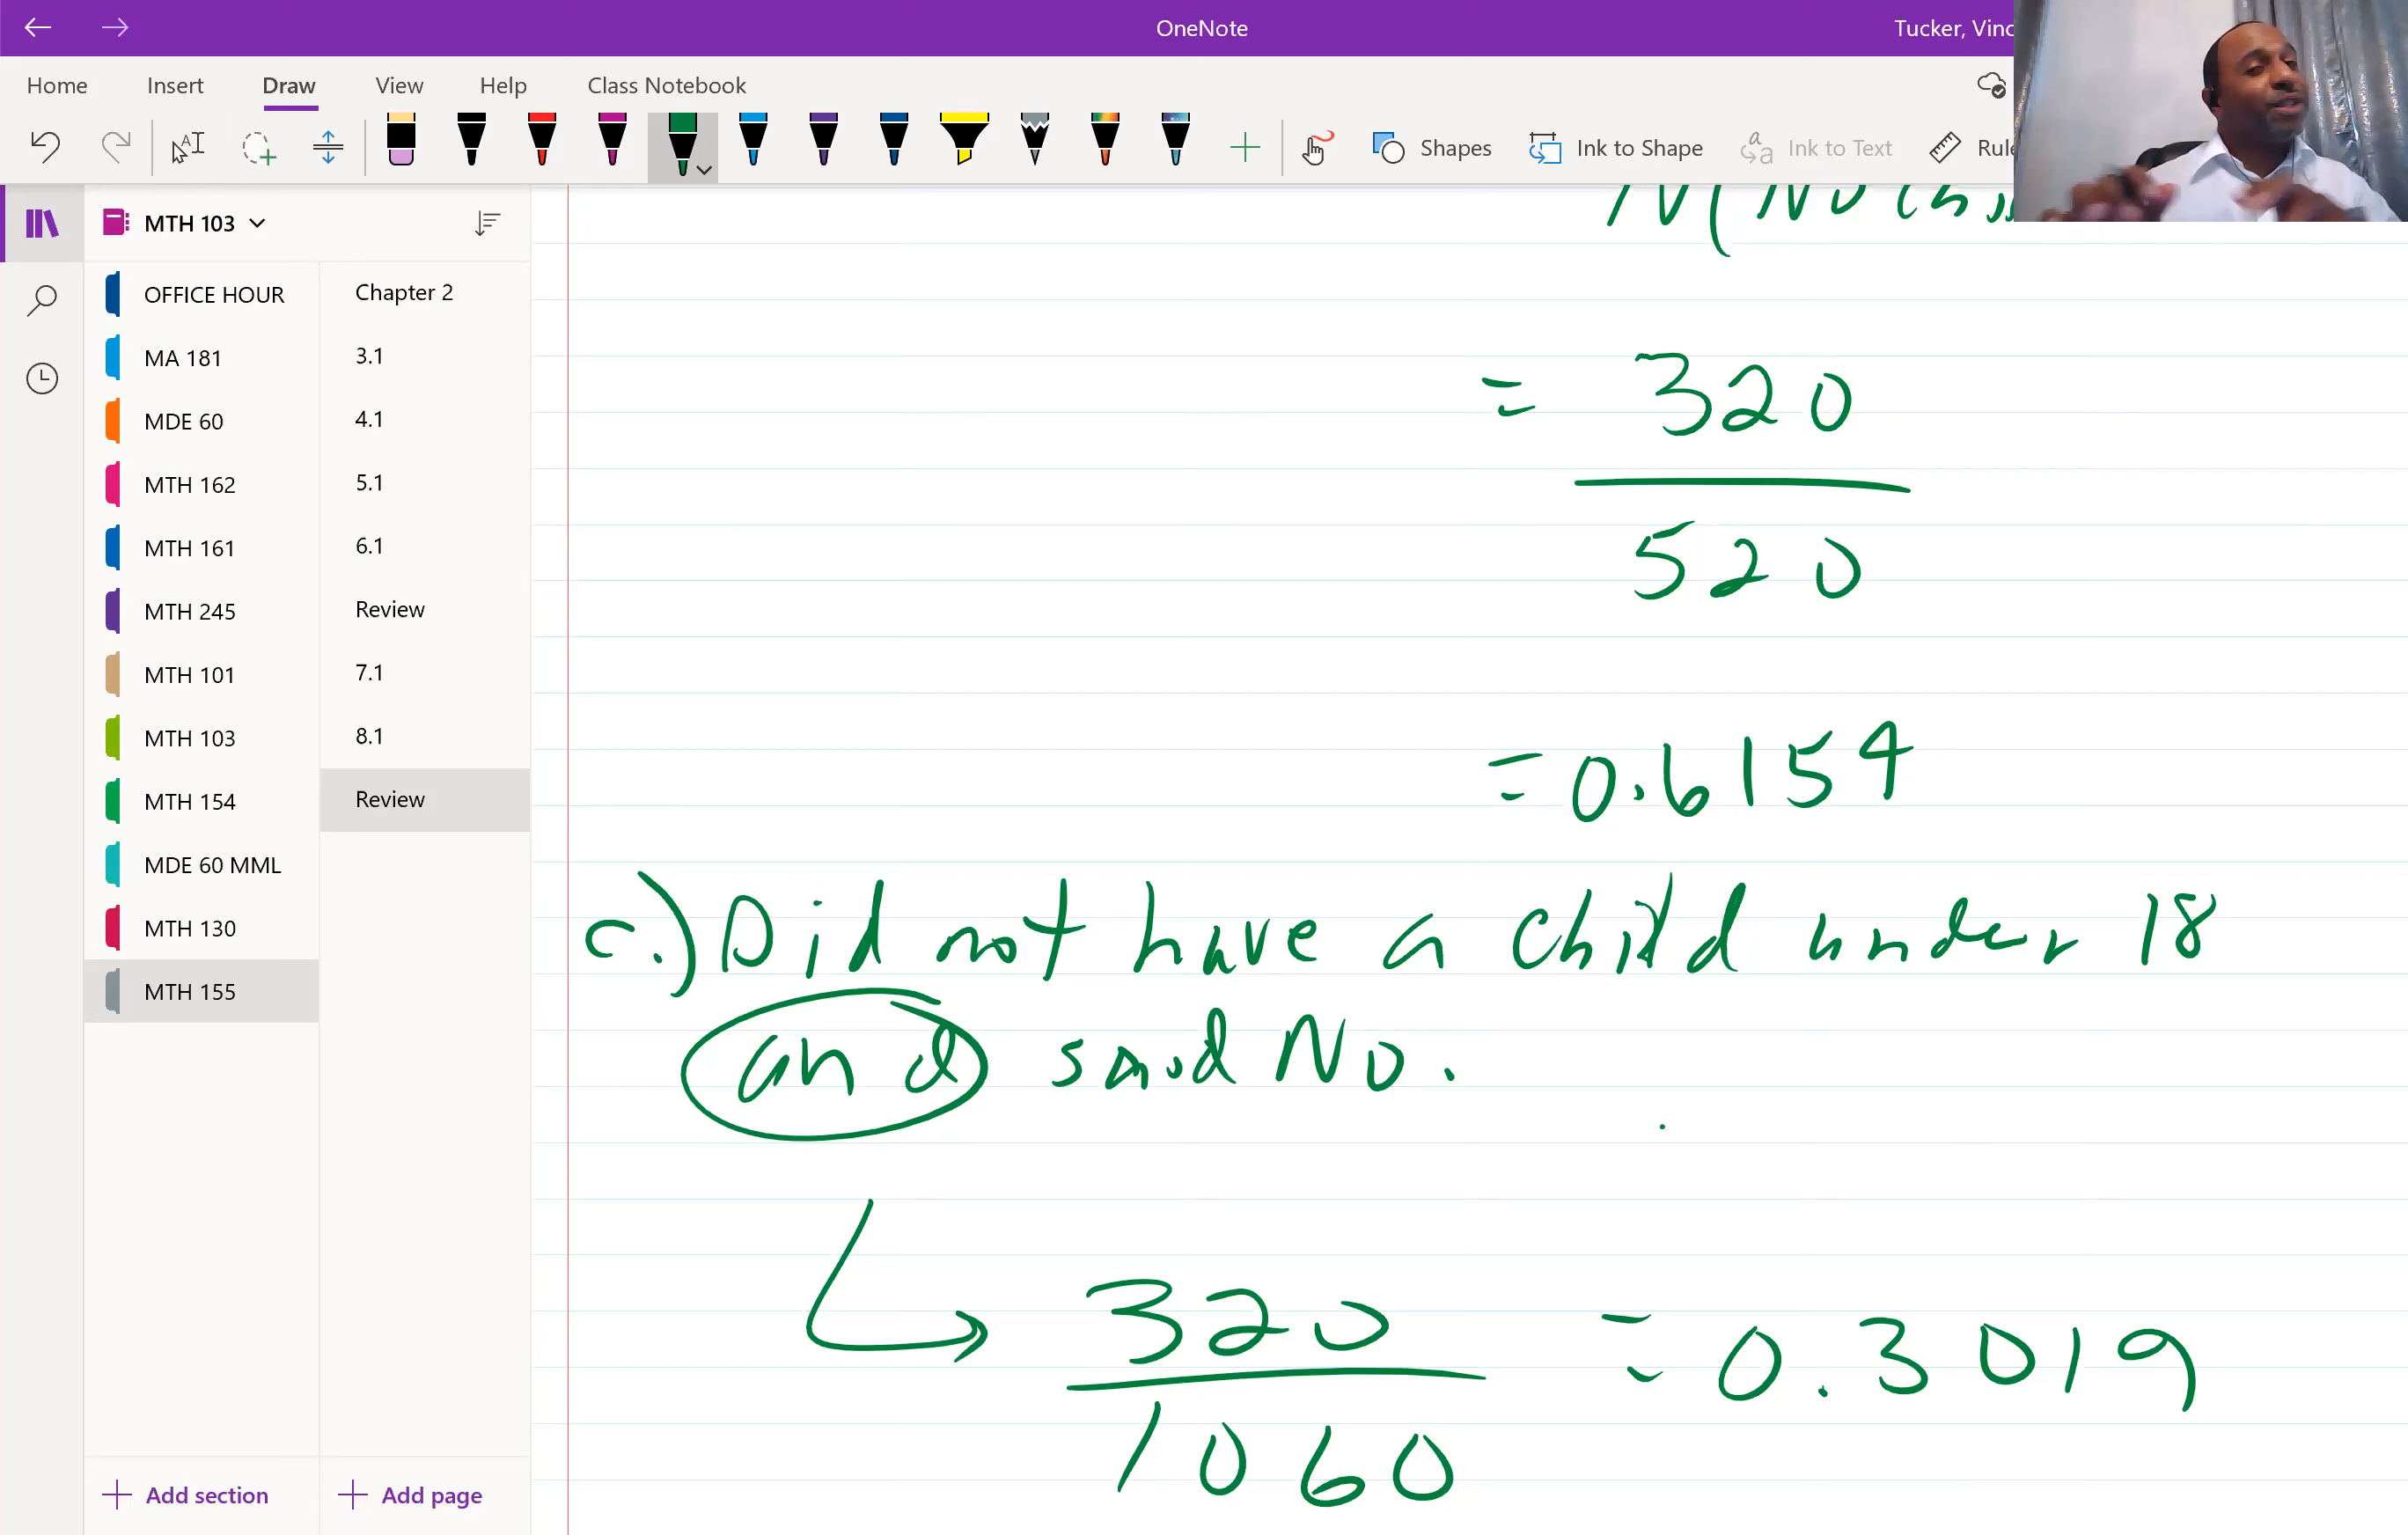 OneNote
Tucker, Vinc
Home Insert Draw View Help Class Notebook
Shapes Ink to Shape Ink to Text Rule
MTH 103
OFFICE HOUR
MA 181
MDE 60
MTH 162
MTH 161
MTH 245
MTH 101
MTH 103
MTH 154
MDE 60 MML
MTH 130
MTH 155
Add section
Chapter 2
3.1
4.1
5.1
6.1
Review
7.1
8.1
Review
Add page
N(No
= 320
520
= 0.6154
c.) Did not have a child under 18
and said No.
320
1060
= 0.3019